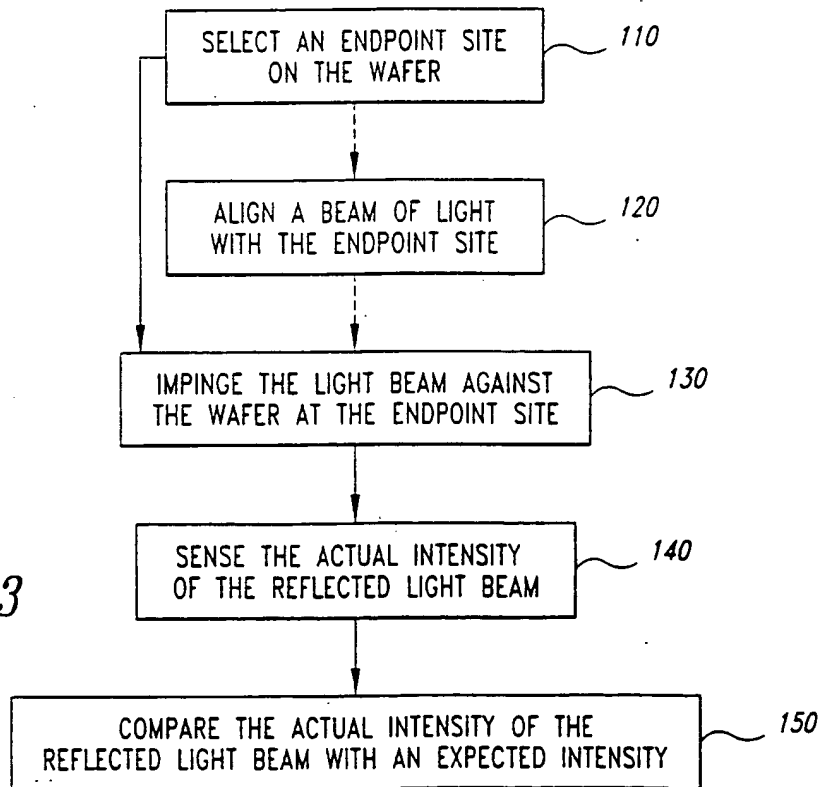 SELECT AN ENDPOINT SITE
ON THE WAFER
110
ALIGN A BEAM OF LIGHT
WITH THE ENDPOINT SITE
120
IMPINGE THE LIGHT BEAM AGAINST
THE WAFER AT THE ENDPOINT SITE
130
SENSE THE ACTUAL INTENSITY
OF THE REFLECTED LIGHT BEAM
140
3
COMPARE THE ACTUAL INTENSITY OF THE
REFLECTED LIGHT BEAM WITH AN EXPECTED INTENSITY
150